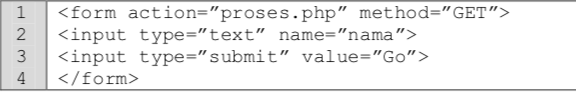 1 <form action=”proses.php” method=”GET”>
2 <input type=”text” name=”nama”>
3 <input type=”submit” value=”Go”>
4 </form>